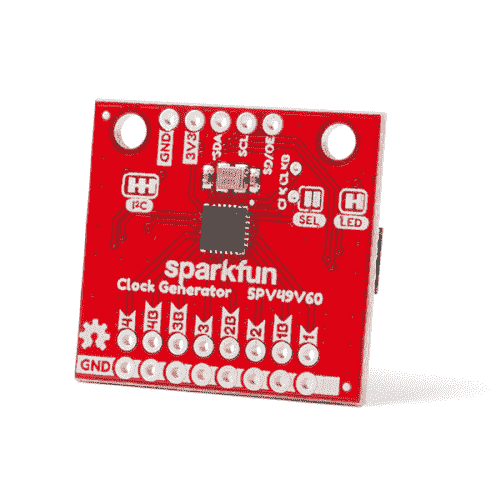 GND 3V3 SDA SCL SD/OE
CLK CLKB
I²C SEL LED
sparkfun
Clock Generator 5PV49V60
4 4B 3B 3 2B 2 1B 1
GND